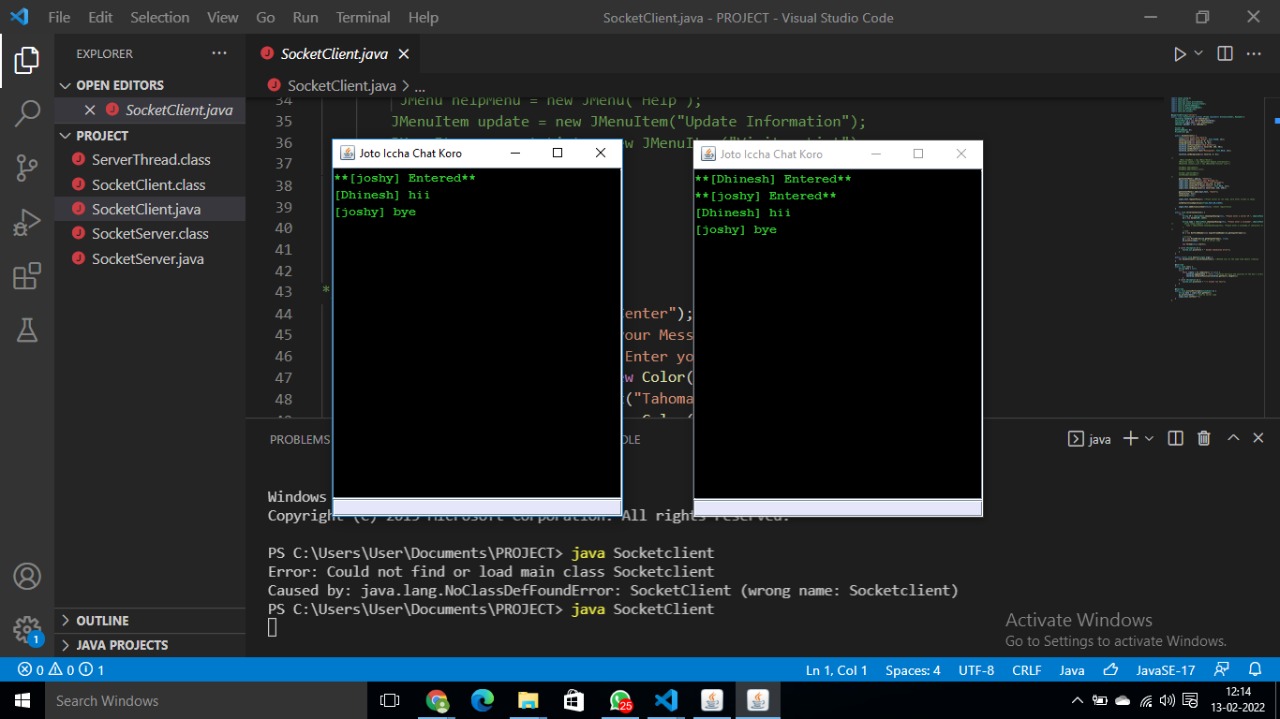 File Edit Selection View Go Run Terminal Help
SocketClient.java - PROJECT - Visual Studio Code
EXPLORER
OPEN EDITORS
SocketClient.java
PROJECT
ServerThread.class
SocketClient.class
SocketClient.java
SocketServer.class
SocketServer.java
OUTLINE
JAVA PROJECTS
SocketClient.java
SocketClient.java > ...
34 JMenu helpMenu = new JMenu("Help");
35 JMenuItem update = new JMenuItem("Update Information");
36
37
38
39
40
41
42
43 *
44 enter");
45 our Mess
46 Enter yo
47 w Color(
48 ("Tahoma
Joto Iccha Chat Koro
**[joshy] Entered**
[Dhinesh] hii
[joshy] bye
Joto Iccha Chat Koro
**[Dhinesh] Entered**
**[joshy] Entered**
[Dhinesh] hii
[joshy] bye
PROBLEMS
OLE
java
Windows
Copyright (C) 2015 Microsoft Corporation. All rights reserved.
PS C:\Users\User\Documents\PROJECT> java Socketclient
Error: Could not find or load main class Socketclient
Caused by: java.lang.NoClassDefFoundError: SocketClient (wrong name: Socketclient)
PS C:\Users\User\Documents\PROJECT> java SocketClient
Activate Windows
Go to Settings to activate Windows.
1
0 0 1
Ln 1, Col 1 Spaces: 4 UTF-8 CRLF Java JavaSE-17
Search Windows
25
12:14
13-02-2022